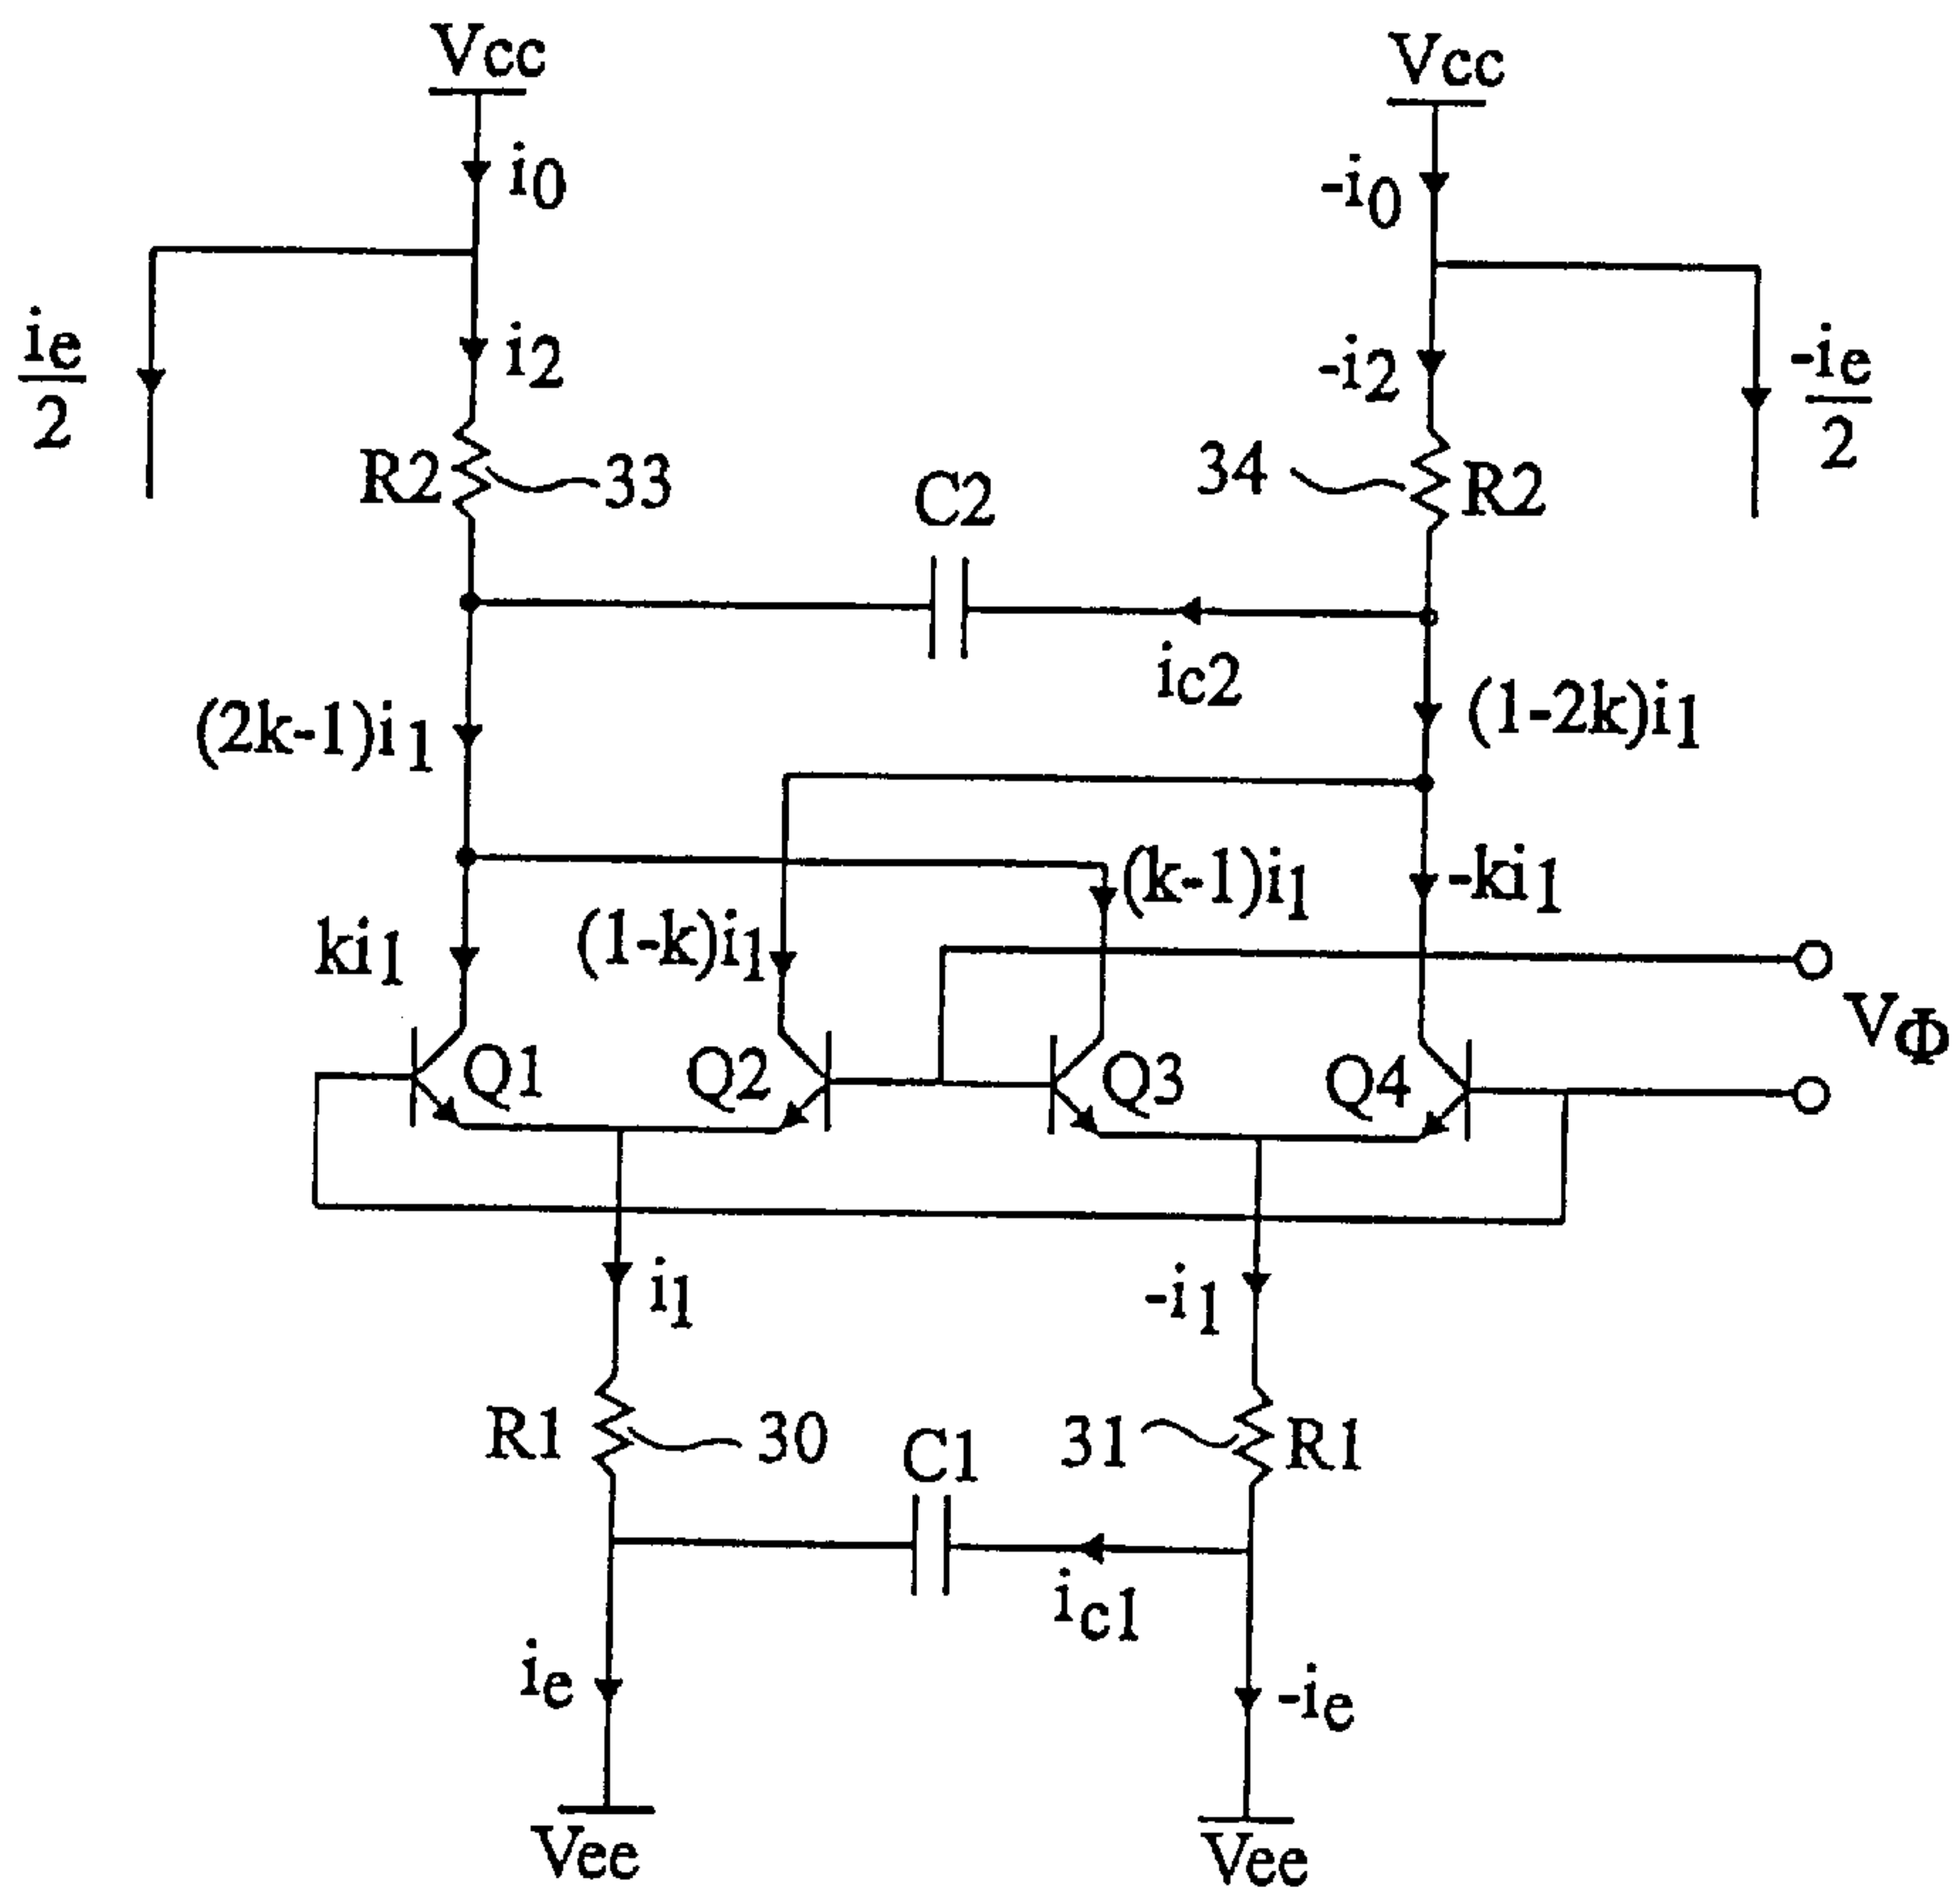 Vcc
Vcc
i0
-i0
ie
2
i2
-i2
-ie
2
R2
33
34
R2
C2
ic2
(2k-1)i1
(1-2k)i1
(k-1)i1
-ki1
ki1
(1-k)i1
VΦ
Q1
Q2
Q3
Q4
i1
-i1
R1
30
31
R1
C1
ic1
ie
-ie
Vee
Vee